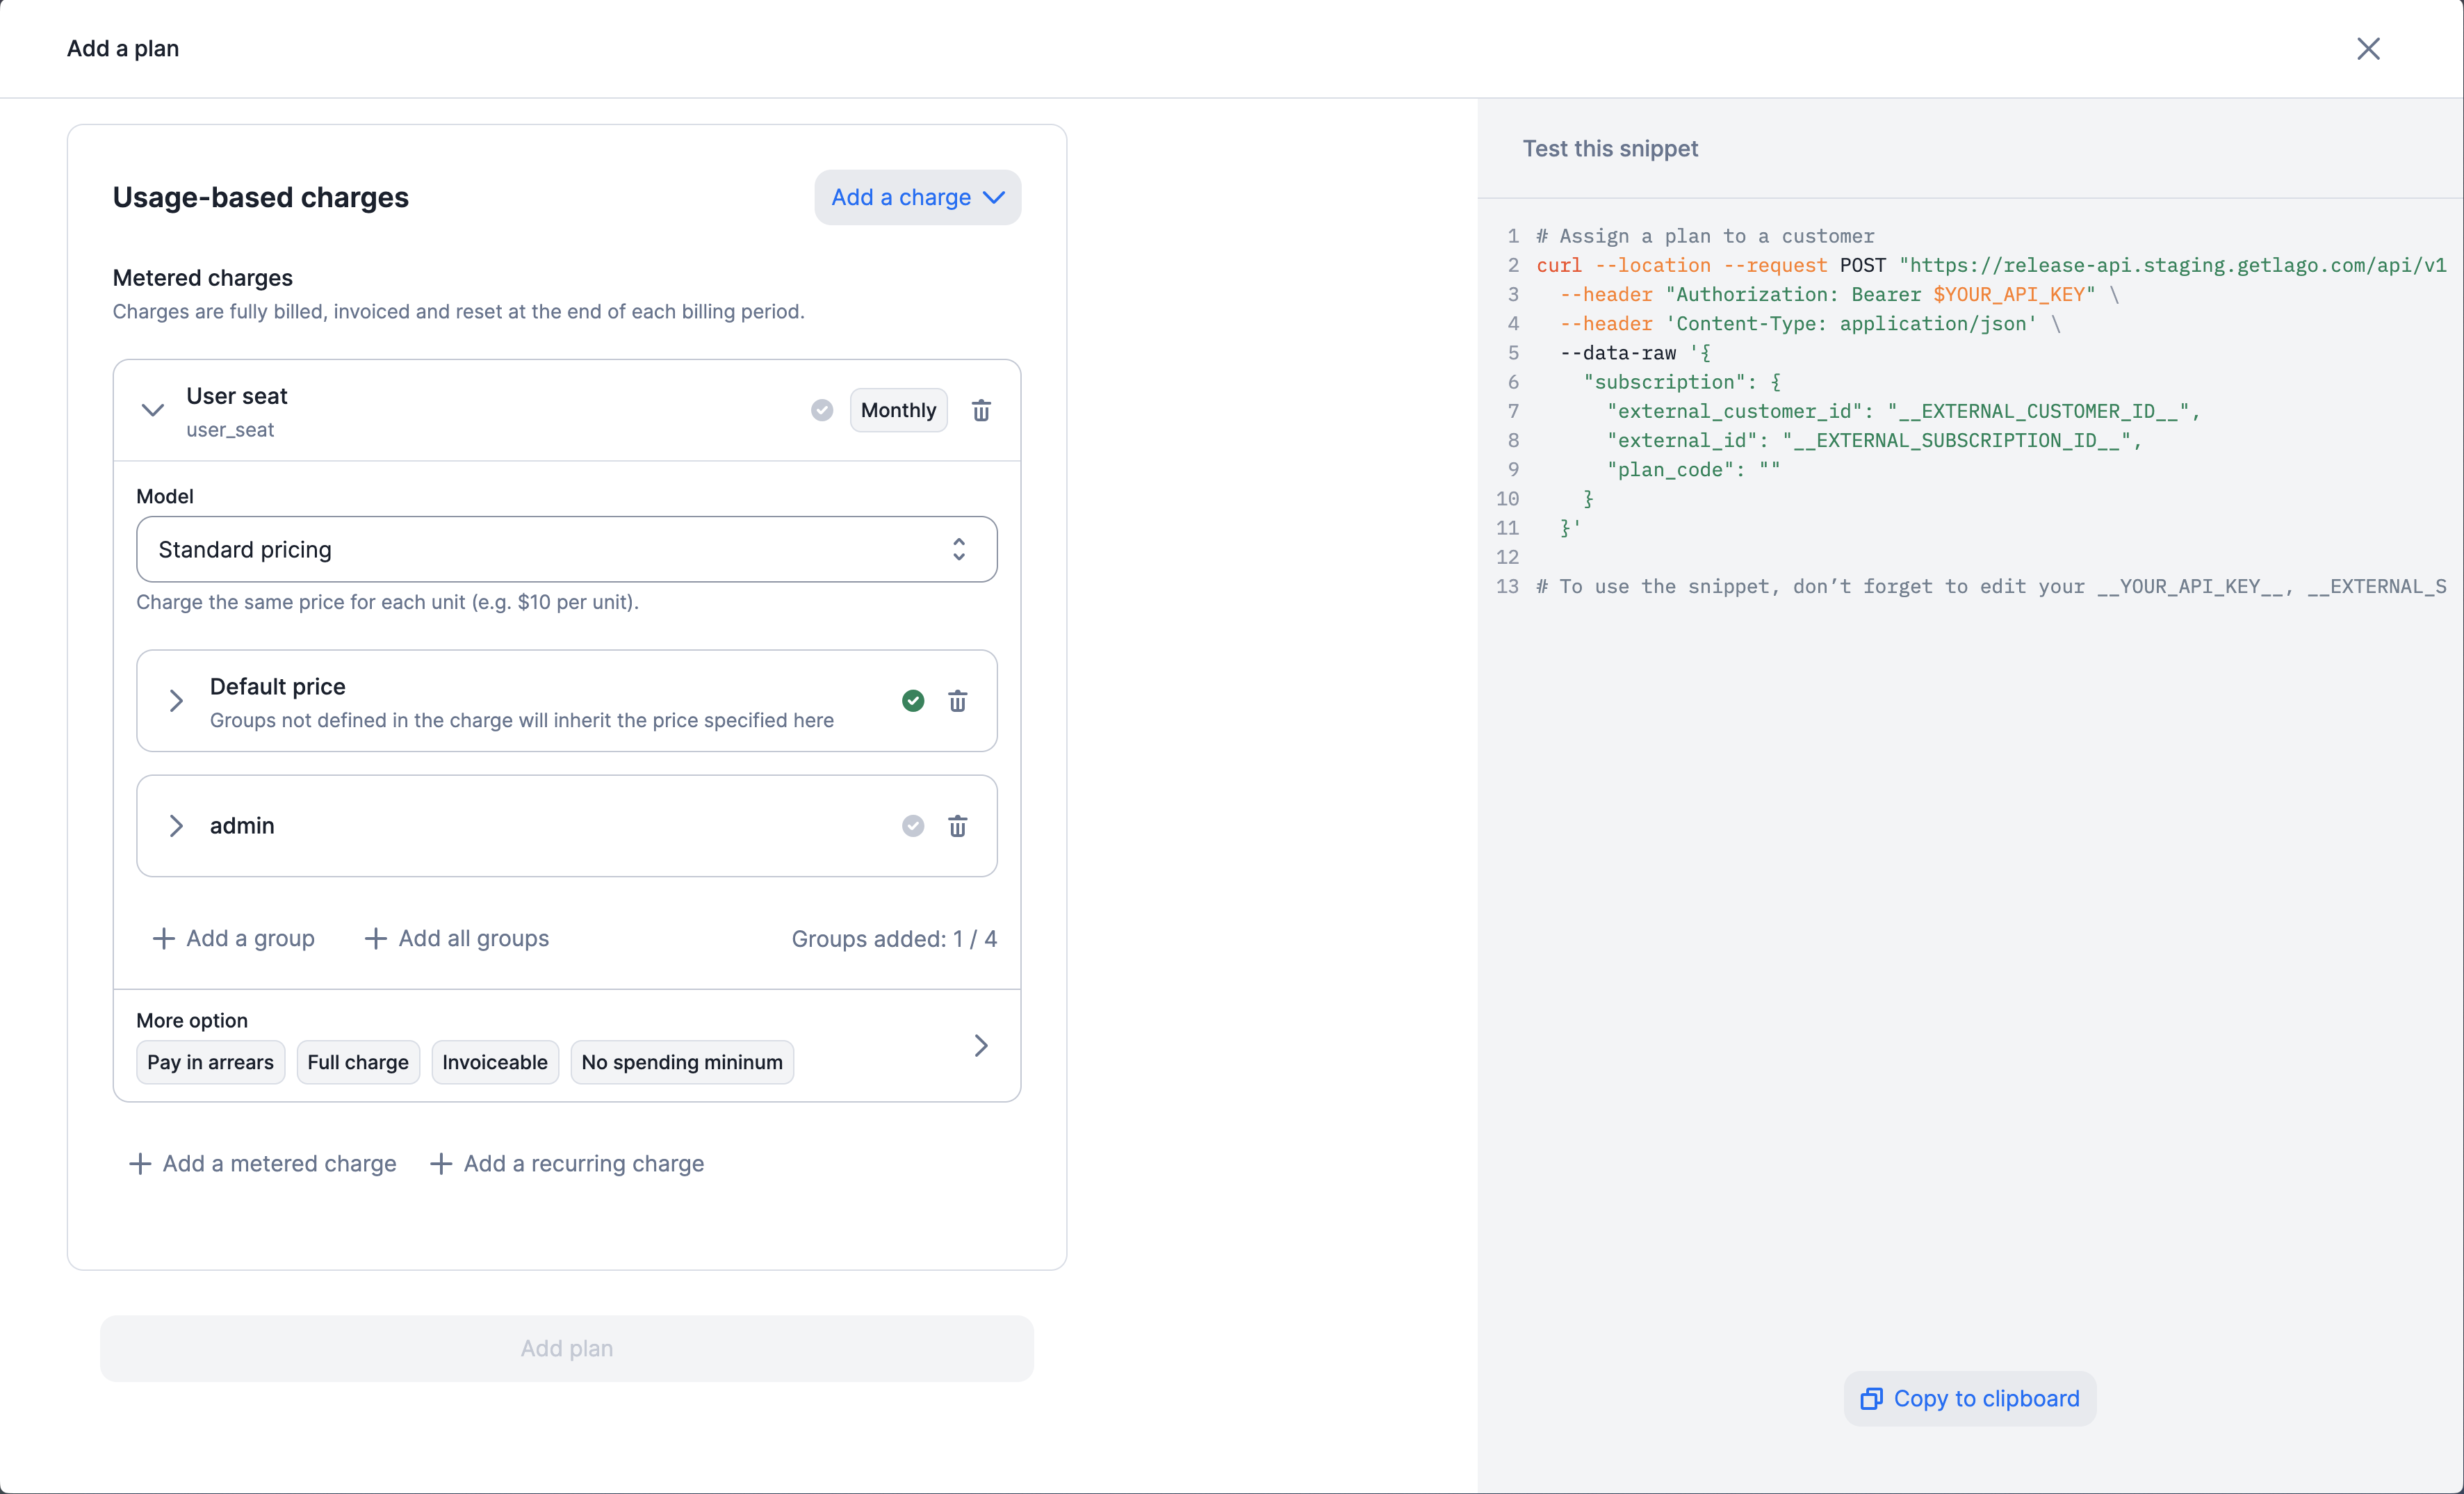 Add a plan
Usage-based charges
Add a charge
Metered charges
Charges are fully billed, invoiced and reset at the end of each billing period.
User seat
user_seat
Monthly
Model
Standard pricing
Charge the same price for each unit (e.g. $10 per unit).
Default price
Groups not defined in the charge will inherit the price specified here
admin
Add a group
Add all groups
Groups added: 1 / 4
More option
Pay in arrears
Full charge
Invoiceable
No spending mininum
Add a metered charge
Add a recurring charge
Add plan
Test this snippet
1 # Assign a plan to a customer
2 curl --location --request POST "https://release-api.staging.getlago.com/api/v1
3 --header "Authorization: Bearer $YOUR_API_KEY" \
4 --header 'Content-Type: application/json' \
5 --data-raw '{
6 "subscription": {
7 "external_customer_id": "__EXTERNAL_CUSTOMER_ID__",
8 "external_id": "__EXTERNAL_SUBSCRIPTION_ID__",
9 "plan_code": ""
10 }
11 }'
12
13 # To use the snippet, don’t forget to edit your __YOUR_API_KEY__, __EXTERNAL_S
Copy to clipboard